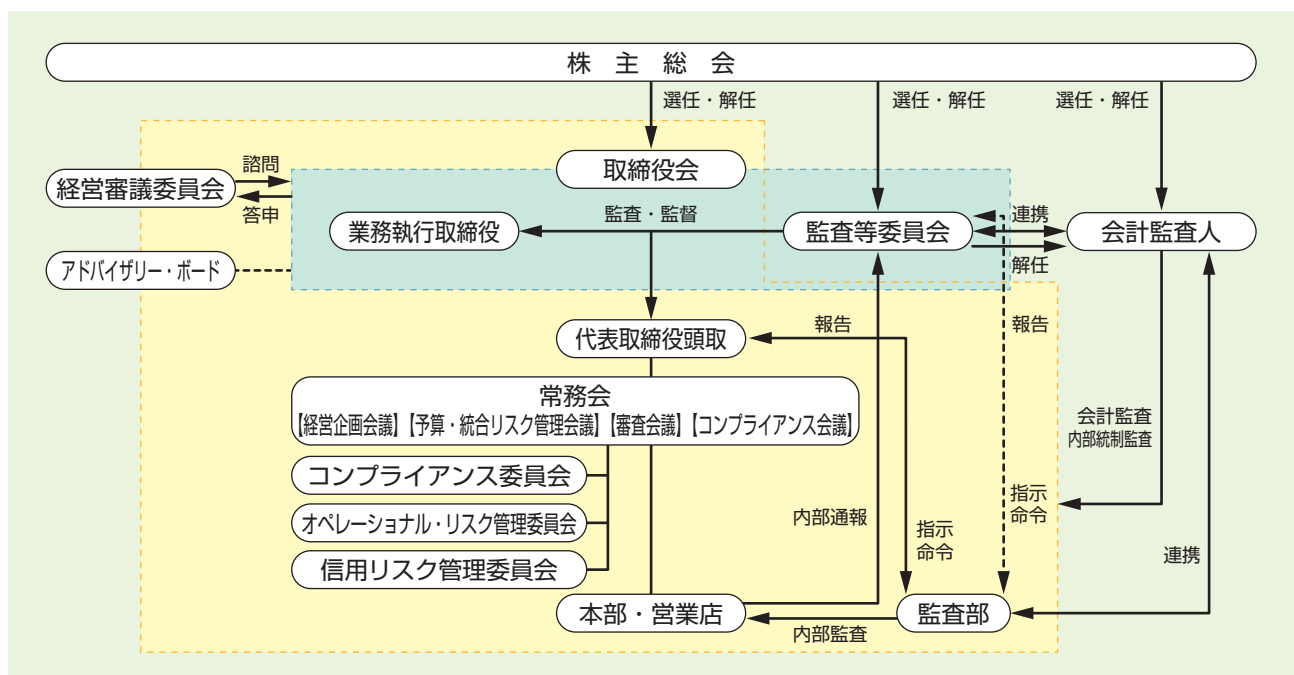 株主総会
選任・解任
選任・解任
選任・解任
取締役会
諮問
経営審議委員会
答申
監査・監督
業務執行取締役
監査等委員会
連携
会計監査人
解任
アドバイザリー・ボード
代表取締役頭取
報告
報告
常務会
【経営企画会議】【予算・統合リスク管理会議】【審査会議】【コンプライアンス会議】
会計監査
内部統制監査
コンプライアンス委員会
オペレーショナル・リスク管理委員会
信用リスク管理委員会
内部通報
指示
命令
指示
命令
連携
本部・営業店
内部監査
監査部